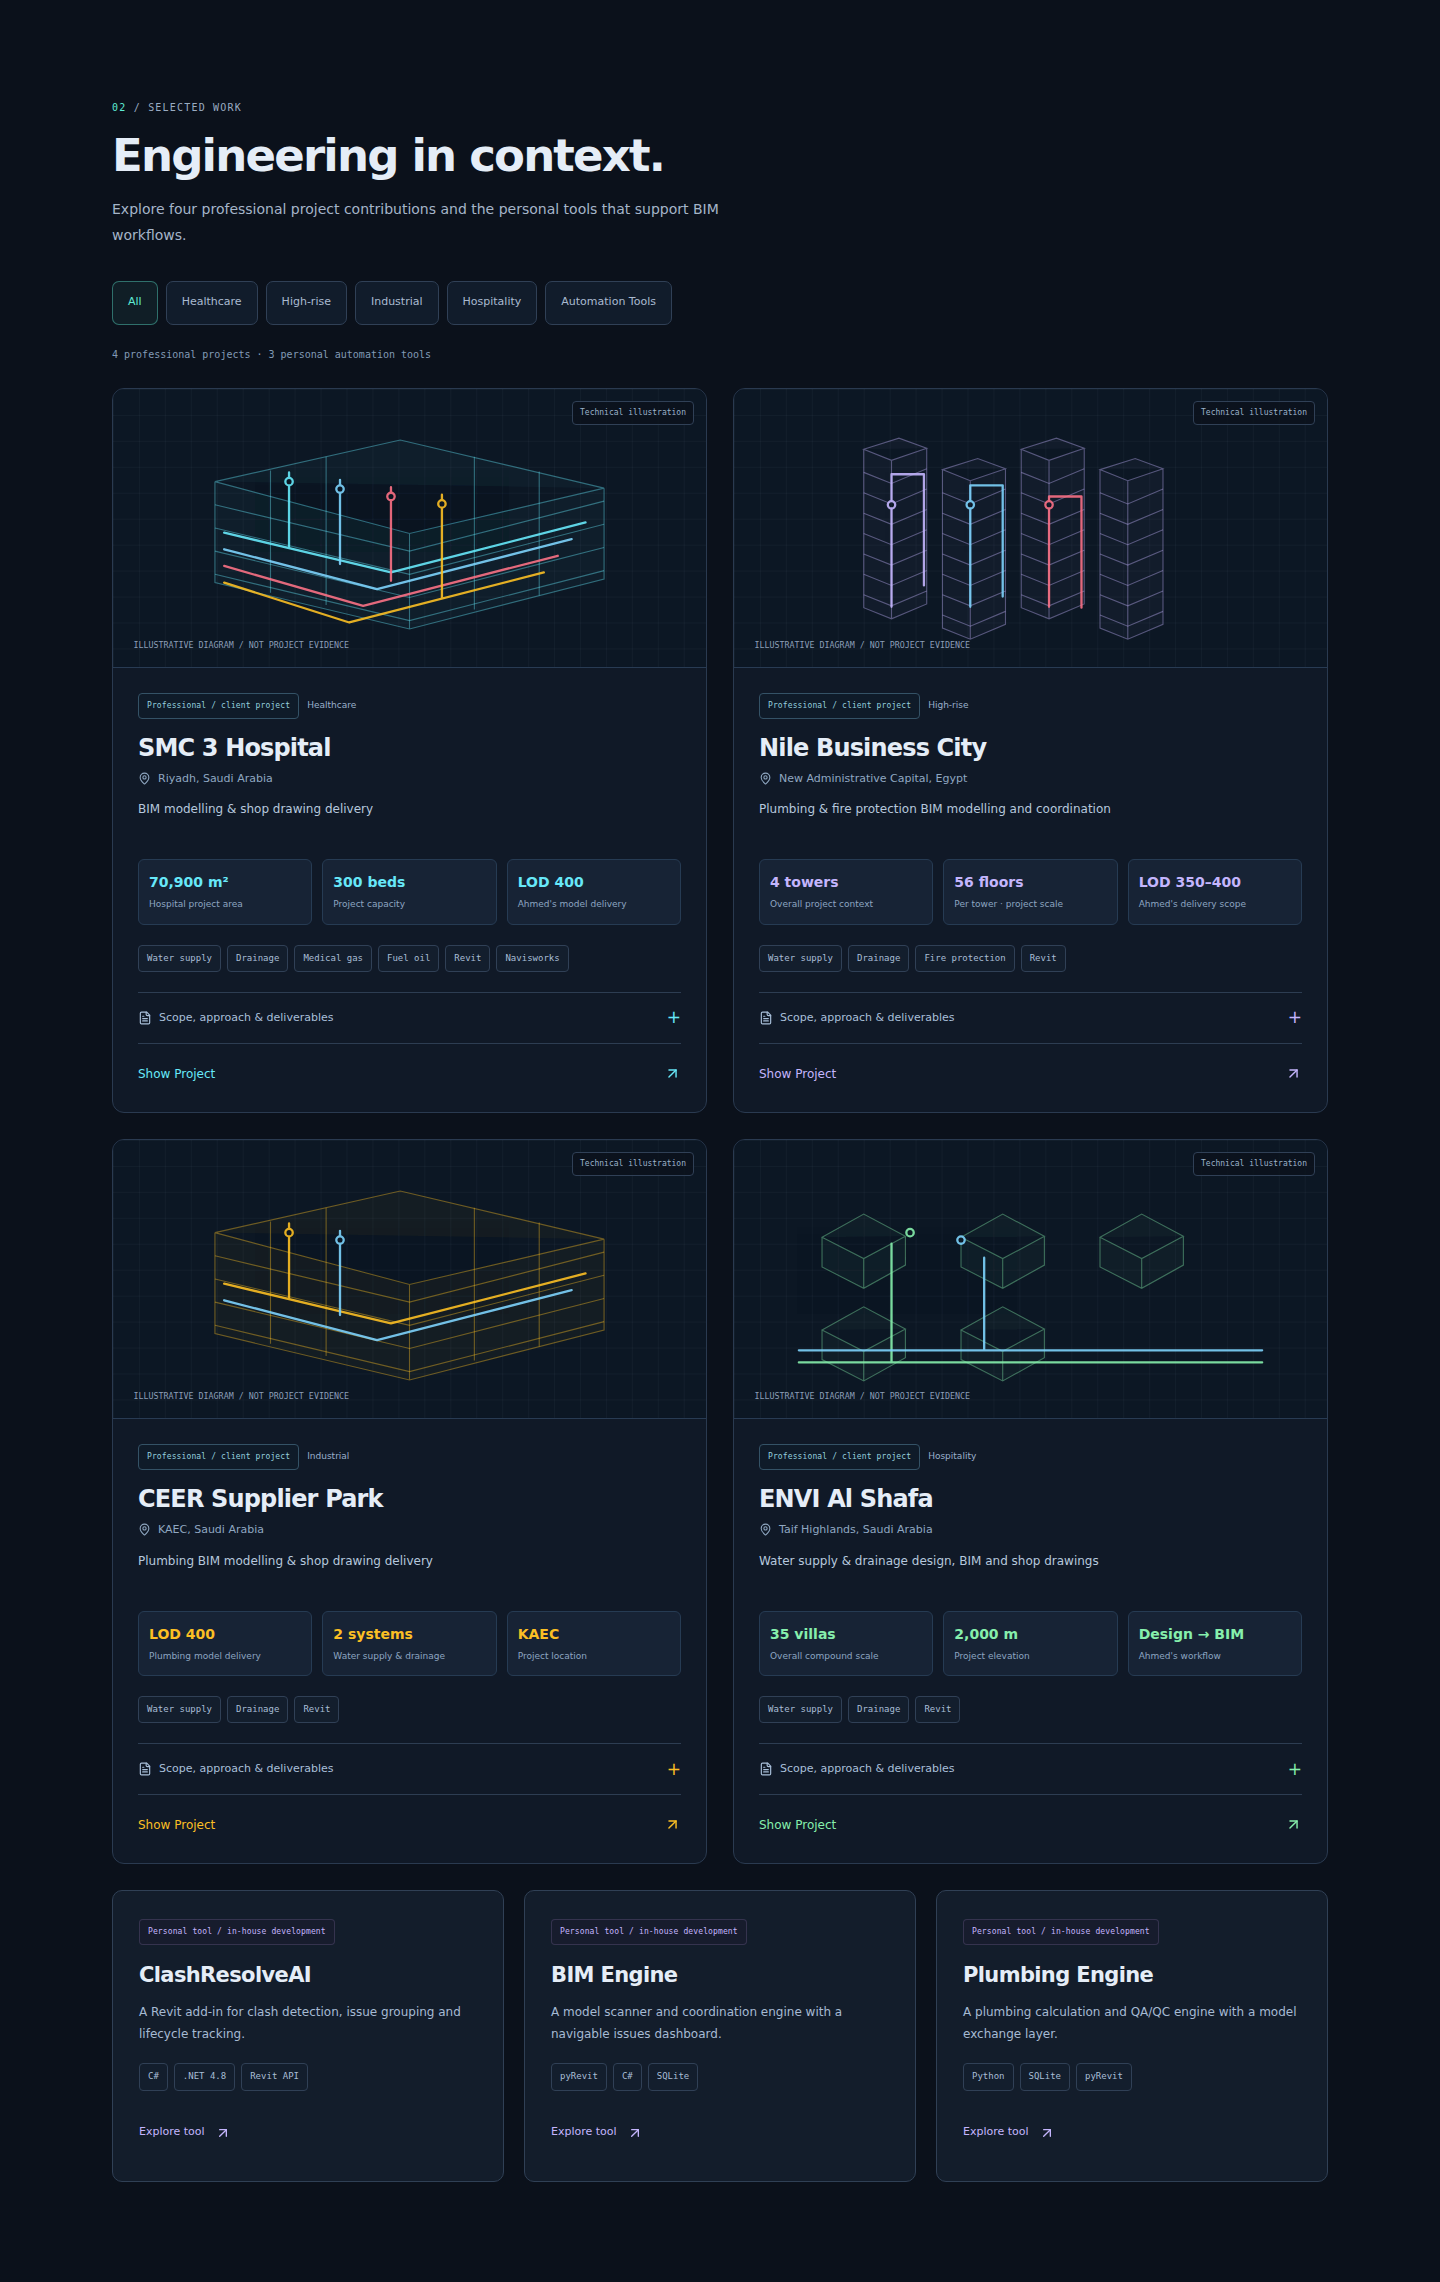 02 / SELECTED WORK
Engineering in context.
Explore four professional project contributions and the personal tools that support BIM
workflows.
All
Healthcare
High-rise
Industrial
Hospitality
Automation Tools
4 professional projects · 3 personal automation tools
Technical illustration
ILLUSTRATIVE DIAGRAM / NOT PROJECT EVIDENCE
Professional / client project
Healthcare
SMC 3 Hospital
Riyadh, Saudi Arabia
BIM modelling & shop drawing delivery
70,900 m²
Hospital project area
300 beds
Project capacity
LOD 400
Ahmed's model delivery
Water supply
Drainage
Medical gas
Fuel oil
Revit
Navisworks
Scope, approach & deliverables
+
Show Project
Technical illustration
ILLUSTRATIVE DIAGRAM / NOT PROJECT EVIDENCE
Professional / client project
High-rise
Nile Business City
New Administrative Capital, Egypt
Plumbing & fire protection BIM modelling and coordination
4 towers
Overall project context
56 floors
Per tower · project scale
LOD 350–400
Ahmed's delivery scope
Water supply
Drainage
Fire protection
Revit
Scope, approach & deliverables
+
Show Project
Technical illustration
ILLUSTRATIVE DIAGRAM / NOT PROJECT EVIDENCE
Professional / client project
Industrial
CEER Supplier Park
KAEC, Saudi Arabia
Plumbing BIM modelling & shop drawing delivery
LOD 400
Plumbing model delivery
2 systems
Water supply & drainage
KAEC
Project location
Water supply
Drainage
Revit
Scope, approach & deliverables
+
Show Project
Technical illustration
ILLUSTRATIVE DIAGRAM / NOT PROJECT EVIDENCE
Professional / client project
Hospitality
ENVI Al Shafa
Taif Highlands, Saudi Arabia
Water supply & drainage design, BIM and shop drawings
35 villas
Overall compound scale
2,000 m
Project elevation
Design → BIM
Ahmed's workflow
Water supply
Drainage
Revit
Scope, approach & deliverables
+
Show Project
Personal tool / in-house development
ClashResolveAI
A Revit add-in for clash detection, issue grouping and
lifecycle tracking.
C#
.NET 4.8
Revit API
Explore tool
Personal tool / in-house development
BIM Engine
A model scanner and coordination engine with a
navigable issues dashboard.
pyRevit
C#
SQLite
Explore tool
Personal tool / in-house development
Plumbing Engine
A plumbing calculation and QA/QC engine with a model
exchange layer.
Python
SQLite
pyRevit
Explore tool